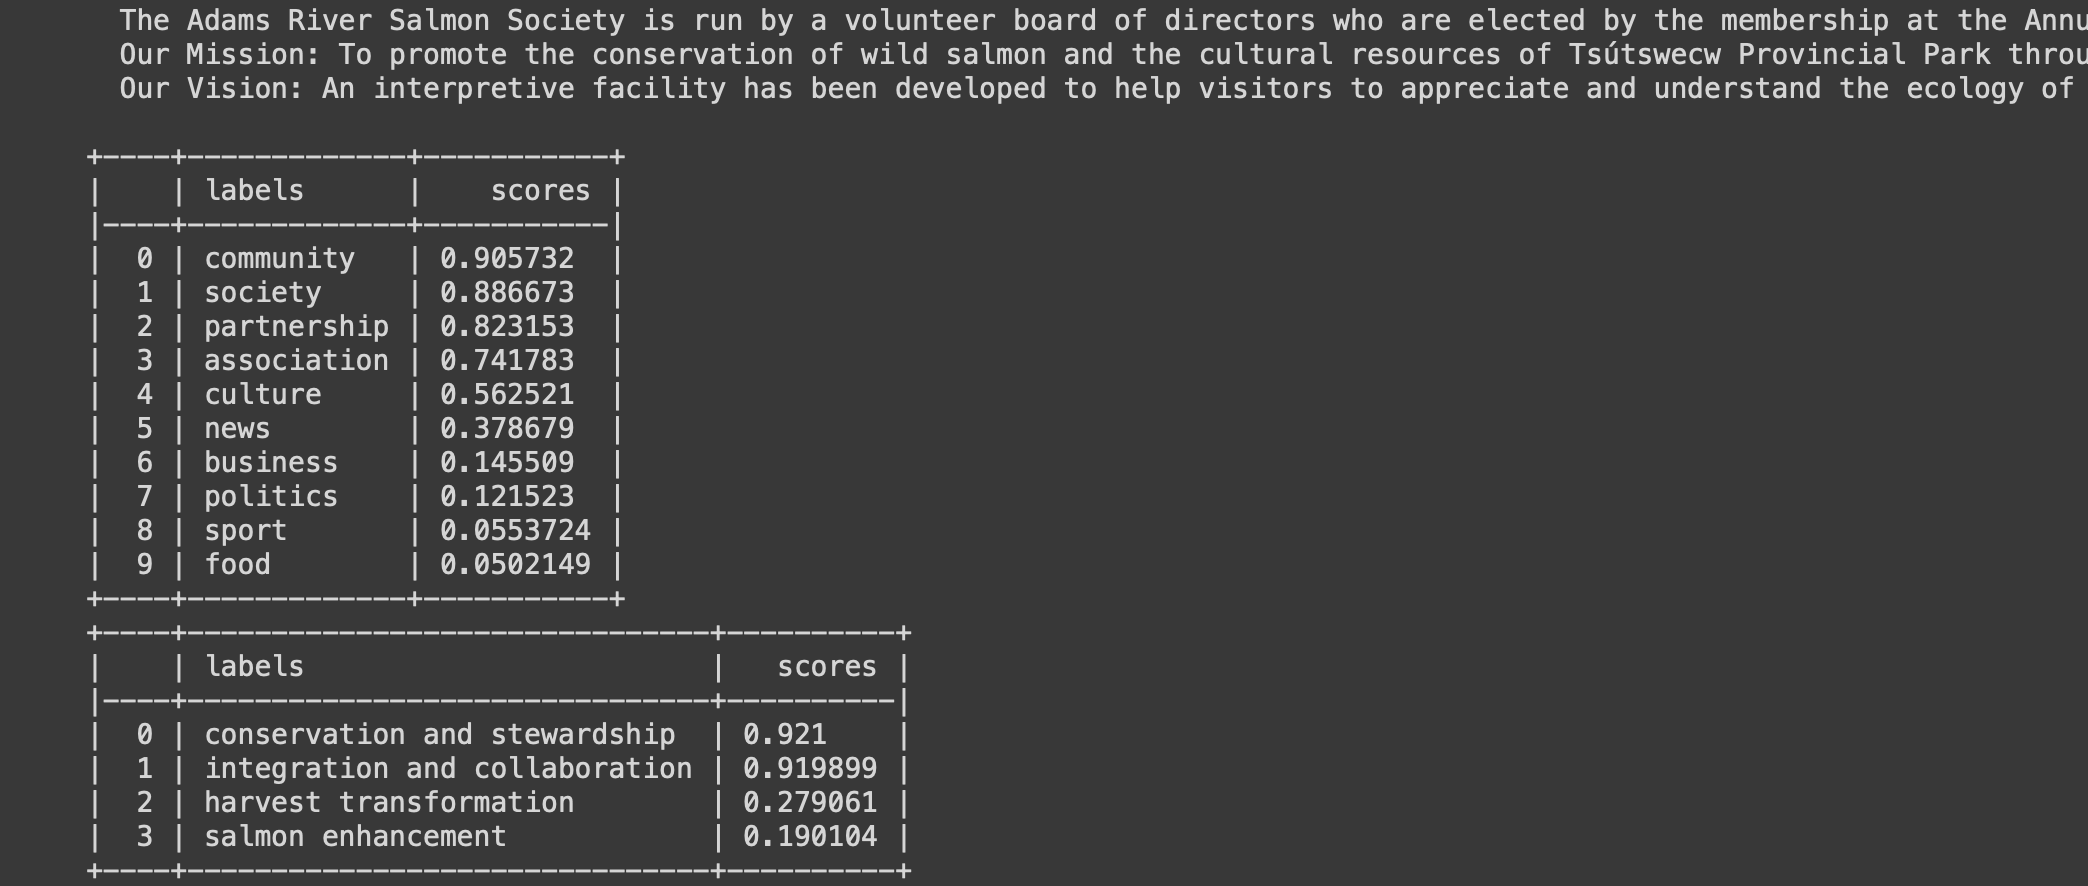 The Adams River Salmon Society is run by a volunteer board of directors who are elected by the membership at the Annu
Our Mission: To promote the conservation of wild salmon and the cultural resources of Tsútswecw Provincial Park throu
Our Vision: An interpretive facility has been developed to help visitors to appreciate and understand the ecology of
+----+-------------+-----------+
|    | labels      |    scores |
|----+-------------+-----------|
|  0 | community   | 0.905732  |
|  1 | society     | 0.886673  |
|  2 | partnership | 0.823153  |
|  3 | association | 0.741783  |
|  4 | culture     | 0.562521  |
|  5 | news        | 0.378679  |
|  6 | business    | 0.145509  |
|  7 | politics    | 0.121523  |
|  8 | sport       | 0.0553724 |
|  9 | food        | 0.0502149 |
+----+-------------+-----------+
+----+-------------------------------+----------+
|    | labels                        |   scores |
|----+-------------------------------+----------|
|  0 | conservation and stewardship  | 0.921    |
|  1 | integration and collaboration | 0.919899 |
|  2 | harvest transformation        | 0.279061 |
|  3 | salmon enhancement            | 0.190104 |
+----+-------------------------------+----------+